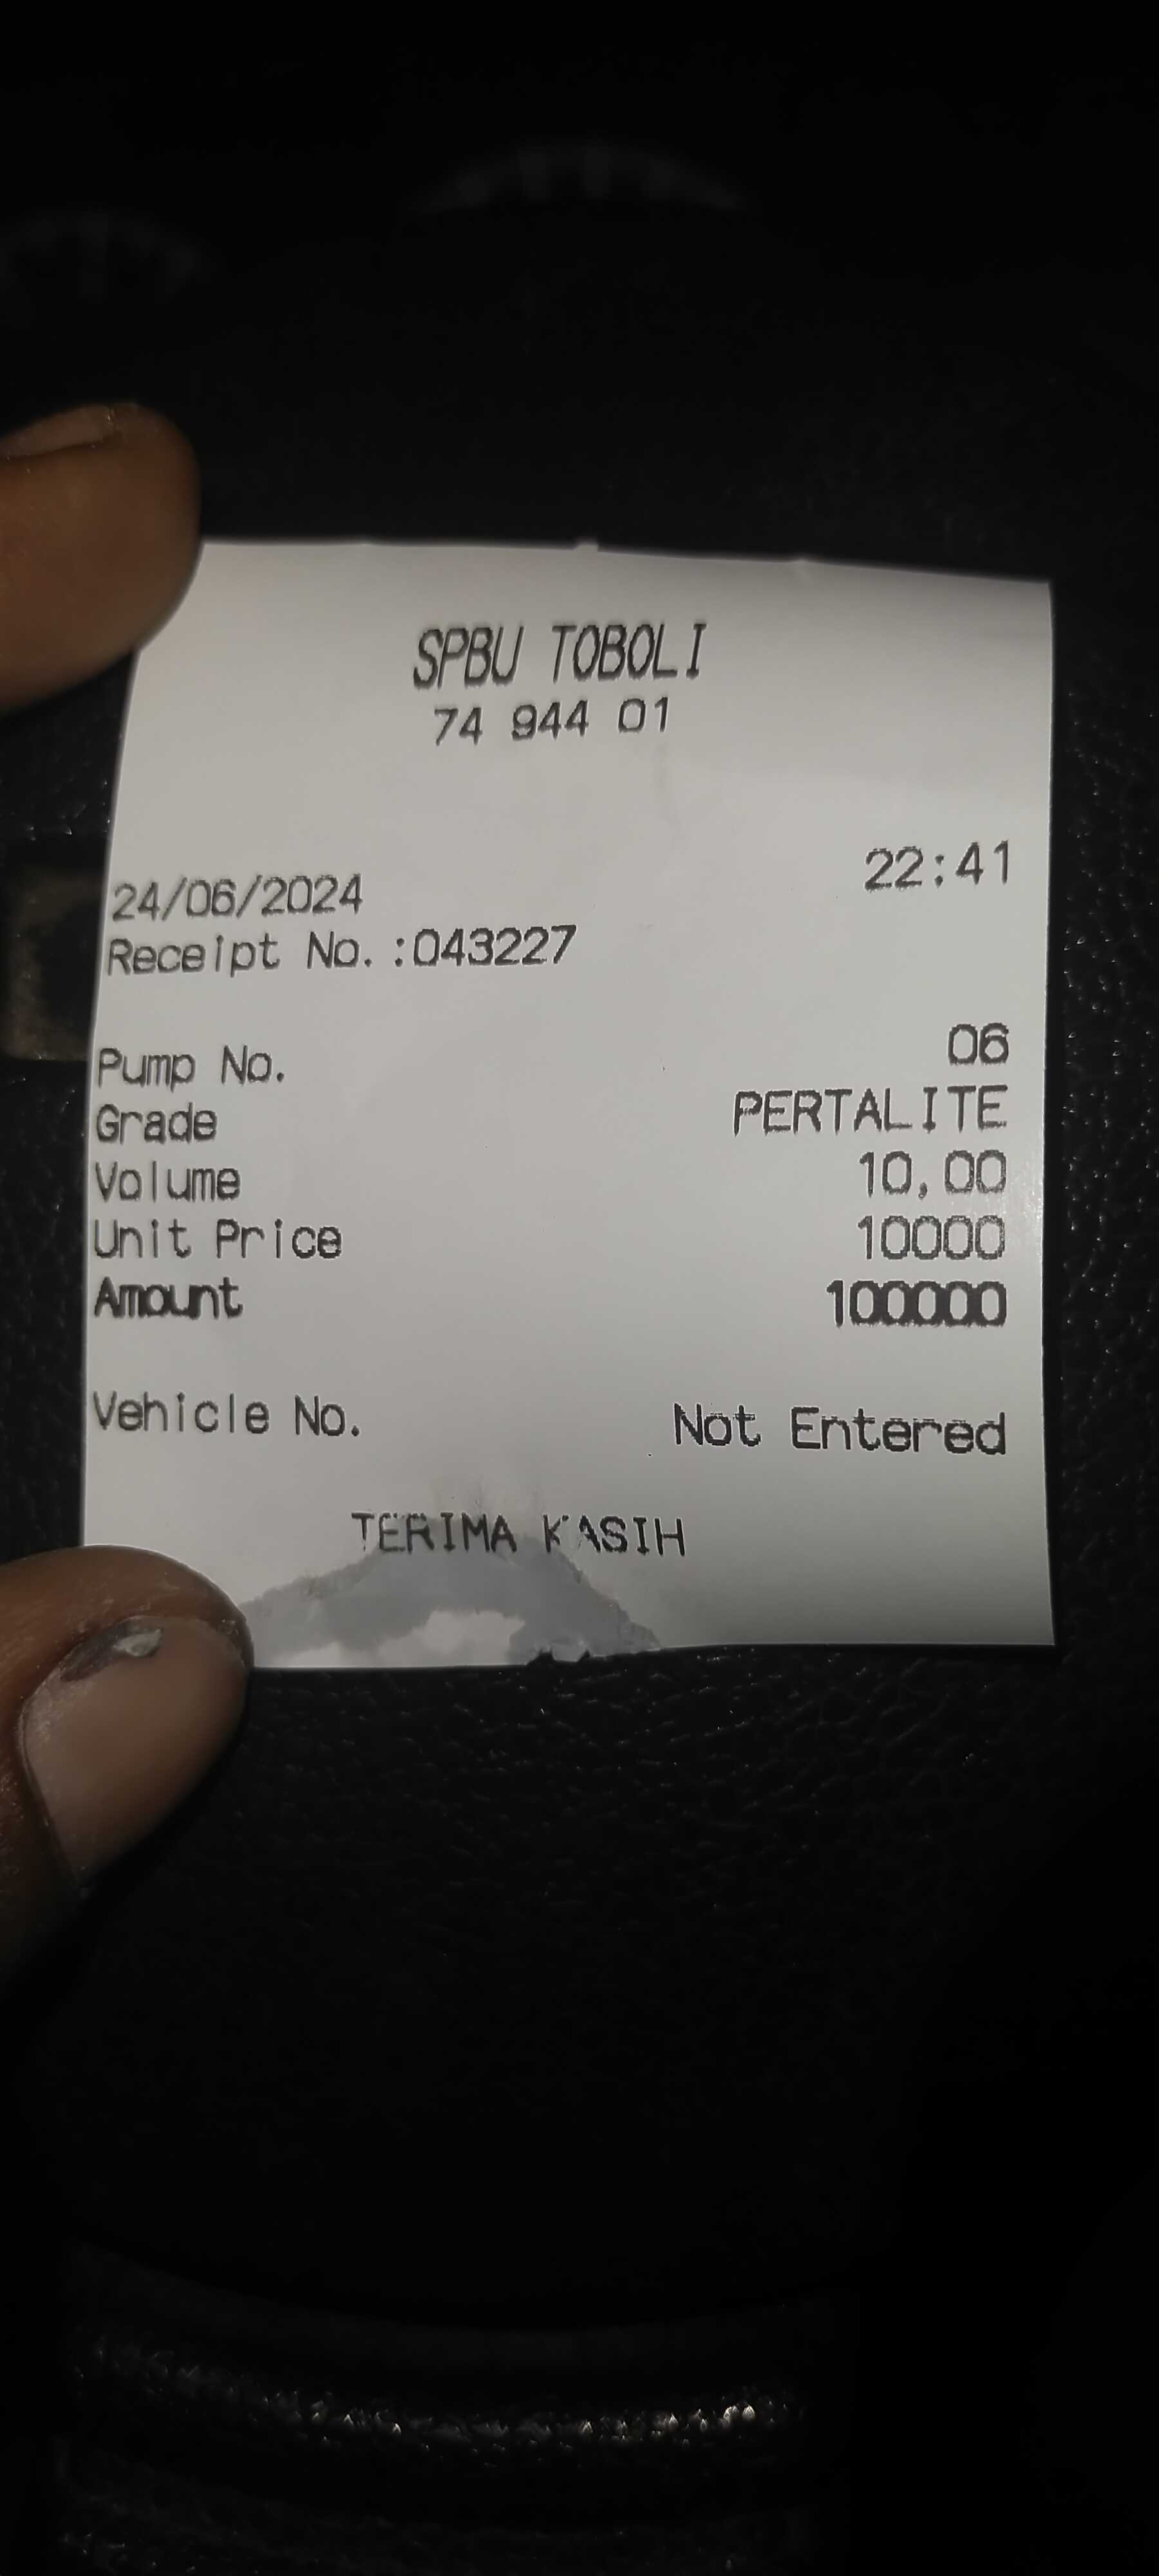 SPBU TOBOLI
74 944 01
24/06/2024 22:41
Receipt No.:043227
Pump No. 06
Grade PERTALITE
Volume 10,00
Unit Price 10000
Amount 100000
Vehicle No. Not Entered
TERIMA KASIH